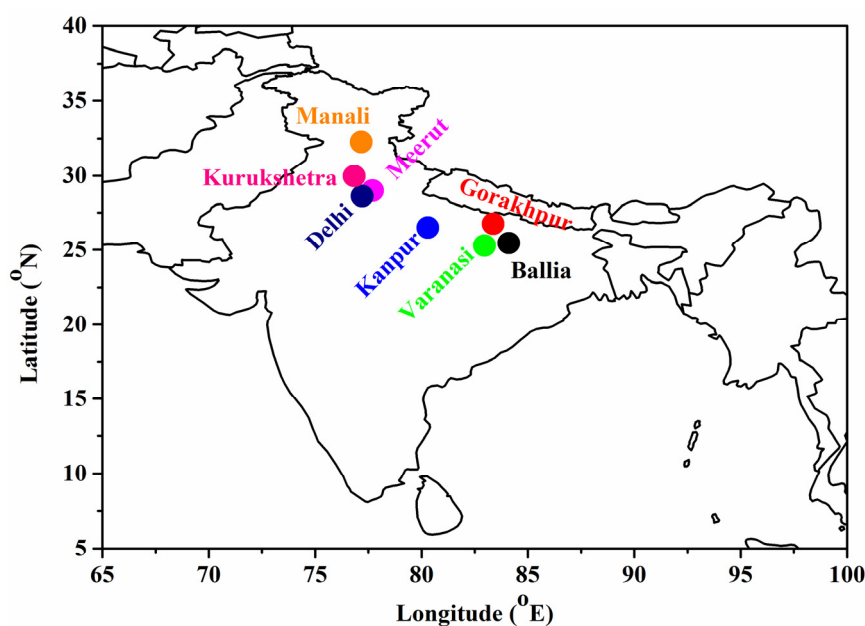 40
35
30
25
20
15
10
5
Latitude (°N)
Manali
Meerut
Kurukshetra
Delhi
Gorakhpur
Kanpur
Varanasi
Ballia
65 70 75 80 85 90 95 100
Longitude (°E)